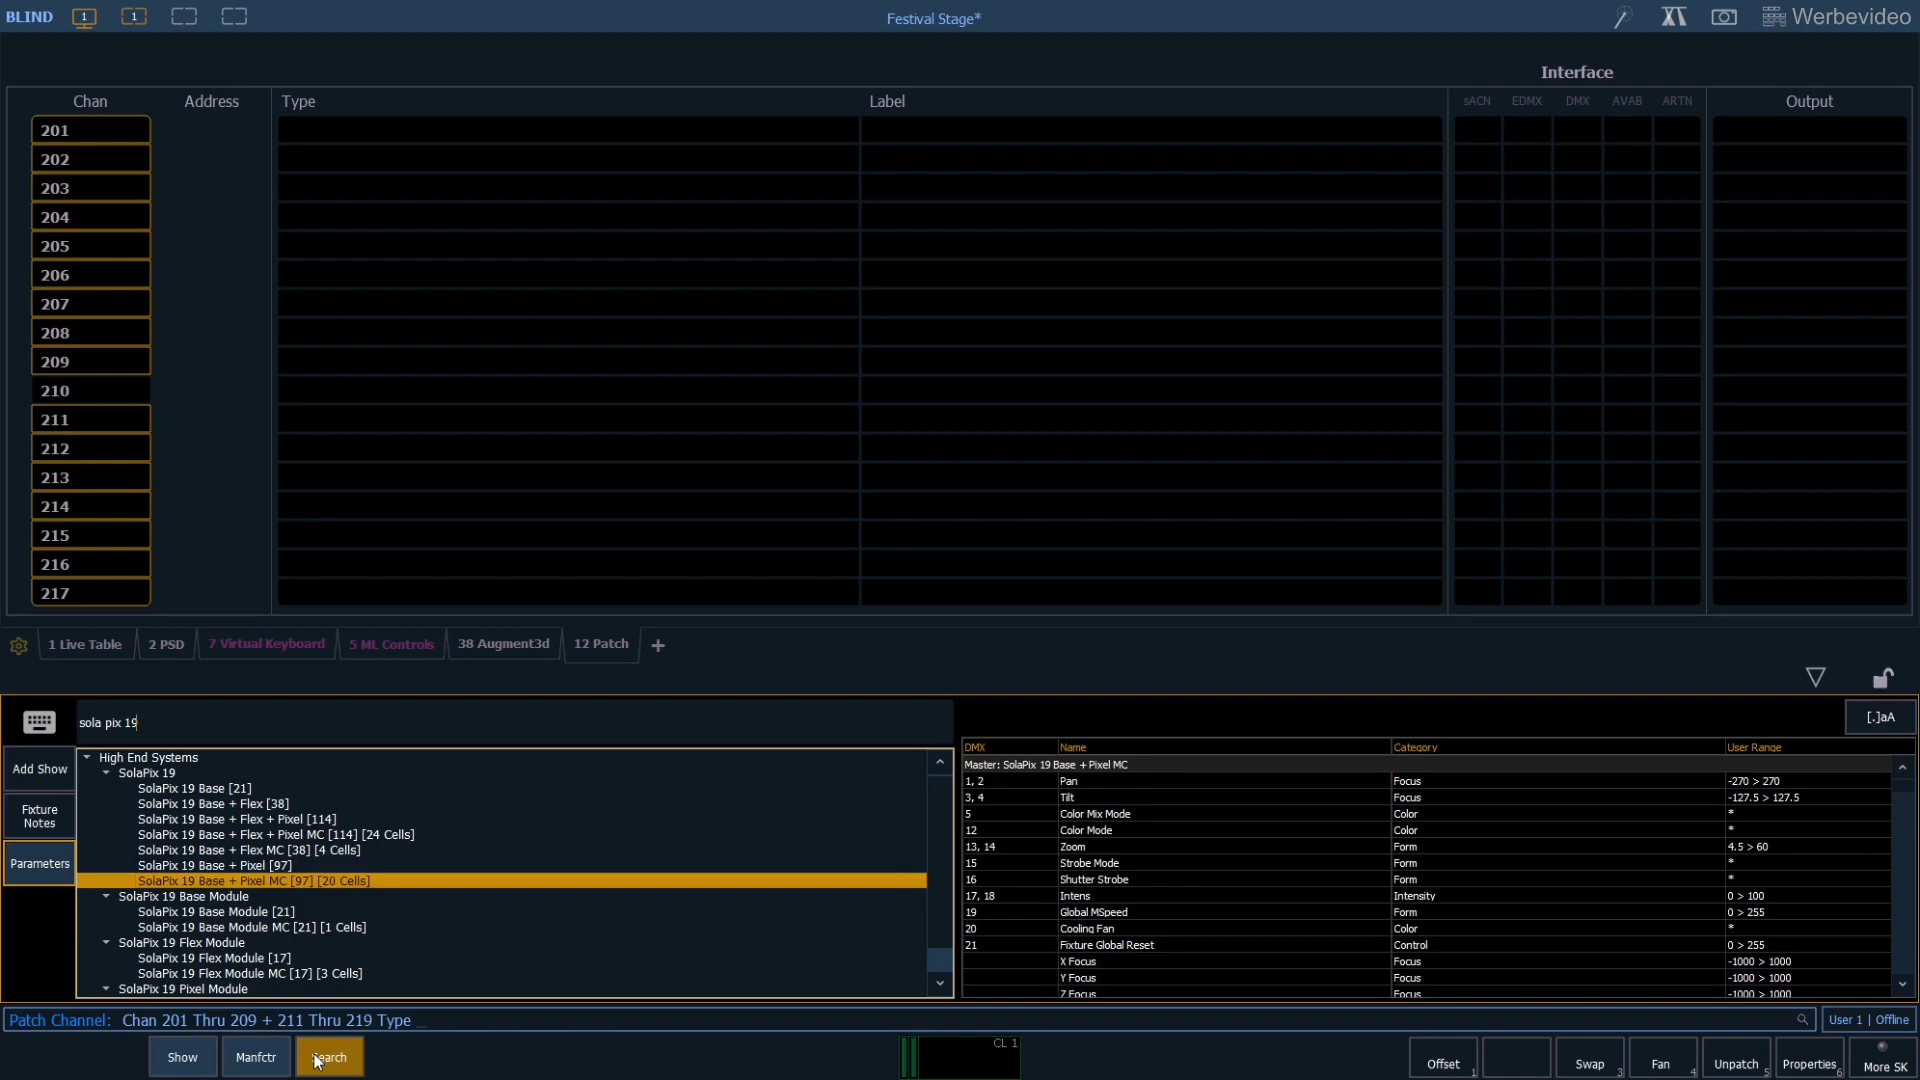 BLIND 1 1 Festival Stage* Werbevideo
Interface
Chan Address Type Label sACN EDMX DMX AVAB ARTN Output
201
202
203
204
205
206
207
208
209
210
211
212
213
214
215
216
217
1 Live Table 2 PSD 7 Virtual Keyboard 5 ML Controls 38 Augment3d 12 Patch +
sola pix 19
[.]aA
Add Show
Fixture
Notes
Parameters
High End Systems
SolaPix 19
SolaPix 19 Base [21]
SolaPix 19 Base + Flex [38]
SolaPix 19 Base + Flex + Pixel [114]
SolaPix 19 Base + Flex + Pixel MC [114] [24 Cells]
SolaPix 19 Base + Flex MC [38] [4 Cells]
SolaPix 19 Base + Pixel [97]
SolaPix 19 Base + Pixel MC [97] [20 Cells]
SolaPix 19 Base Module
SolaPix 19 Base Module [21]
SolaPix 19 Base Module MC [21] [1 Cells]
SolaPix 19 Flex Module
SolaPix 19 Flex Module [17]
SolaPix 19 Flex Module MC [17] [3 Cells]
SolaPix 19 Pixel Module
DMX Name Category User Range
Master: SolaPix 19 Base + Pixel MC
1, 2 Pan Focus -270 > 270
3, 4 Tilt Focus -127.5 > 127.5
5 Color Mix Mode Color *
12 Color Mode Color *
13, 14 Zoom Form 4.5 > 60
15 Strobe Mode Form *
16 Shutter Strobe Form *
17, 18 Intens Intensity 0 > 100
19 Global MSpeed Form 0 > 255
20 Cooling Fan Color *
21 Fixture Global Reset Control 0 > 255
X Focus Focus -1000 > 1000
Y Focus Focus -1000 > 1000
Z Focus Focus -1000 > 1000
Patch Channel: Chan 201 Thru 209 + 211 Thru 219 Type _
User 1 | Offline
Show Manfctr Search CL 1 Offset 1 Swap 3 Fan 4 Unpatch 5 Properties 6 More SK